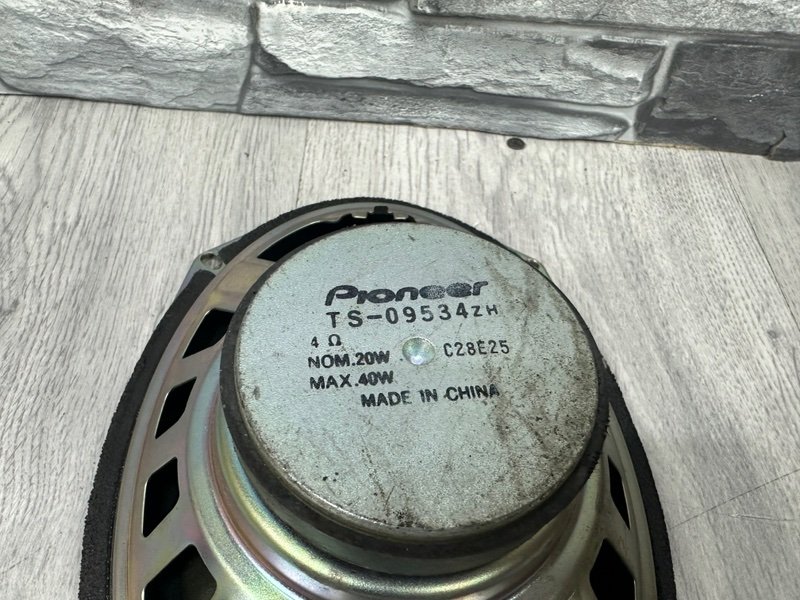 Pioneer
TS-09534ZH
4 Ω
NOM.20W C28E25
MAX.40W
MADE IN CHINA